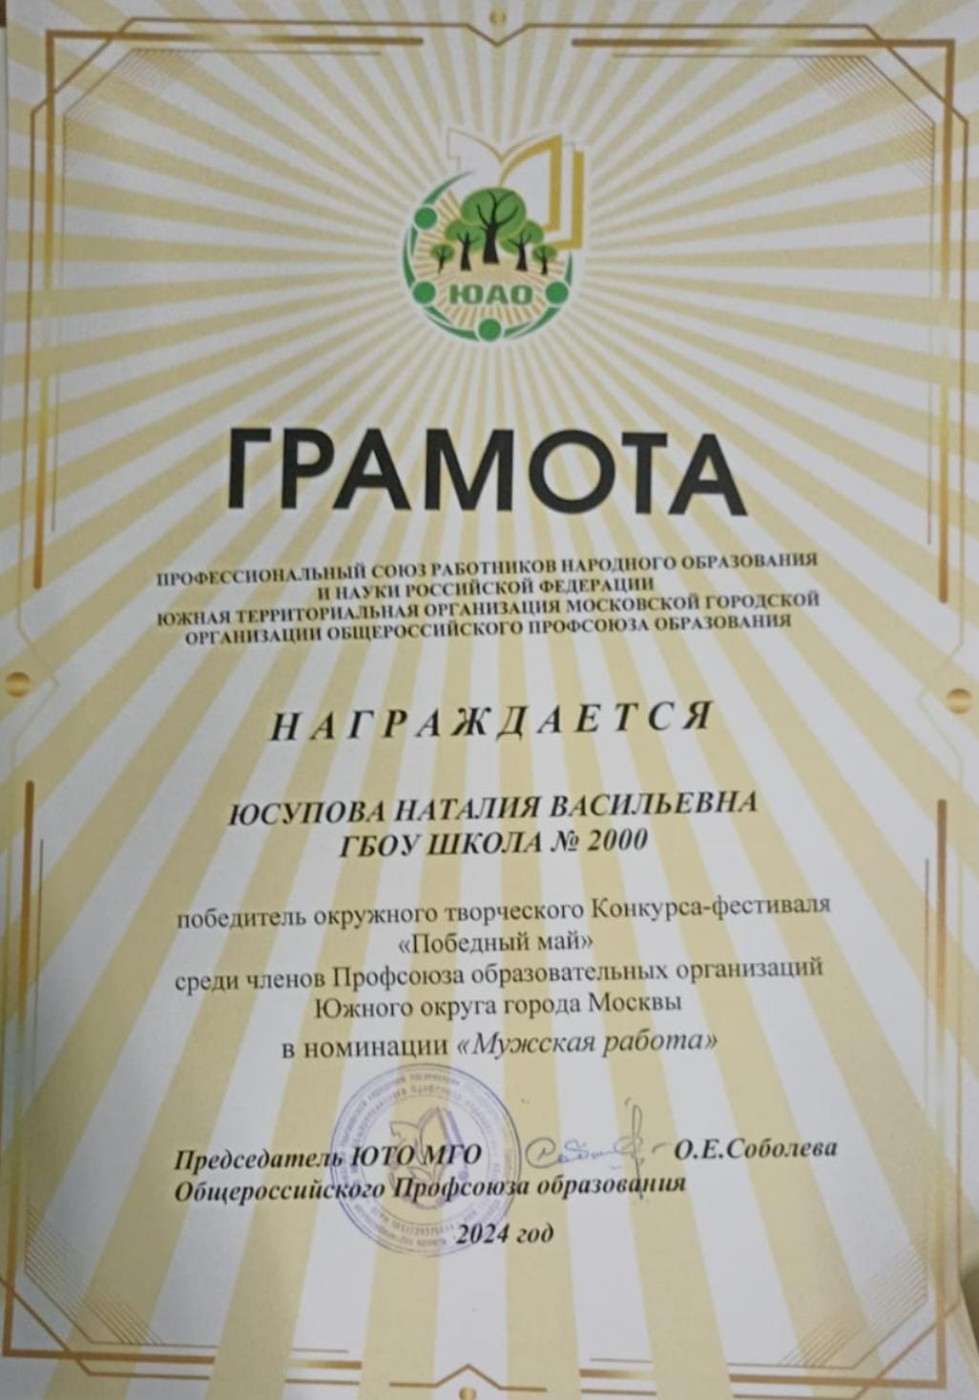 ЮАО
ГРАМОТА
ПРОФЕССИОНАЛЬНЫЙ СОЮЗ РАБОТНИКОВ НАРОДНОГО ОБРАЗОВАНИЯ
И НАУКИ РОССИЙСКОЙ ФЕДЕРАЦИИ
ЮЖНАЯ ТЕРРИТОРИАЛЬНАЯ ОРГАНИЗАЦИЯ МОСКОВСКОЙ ГОРОДСКОЙ
ОРГАНИЗАЦИИ ОБЩЕРОССИЙСКОГО ПРОФСОЮЗА ОБРАЗОВАНИЯ
НАГРАЖДАЕТСЯ
ЮСУПОВА НАТАЛИЯ ВАСИЛЬЕВНА
ГБОУ ШКОЛА № 2000
победитель окружного творческого Конкурса-фестиваля
«Победный май»
среди членов Профсоюза образовательных организаций
Южного округа города Москвы
в номинации «Мужская работа»
Председатель ЮТО МГО О.Е.Соболева
Общероссийского Профсоюза образования
2024 год